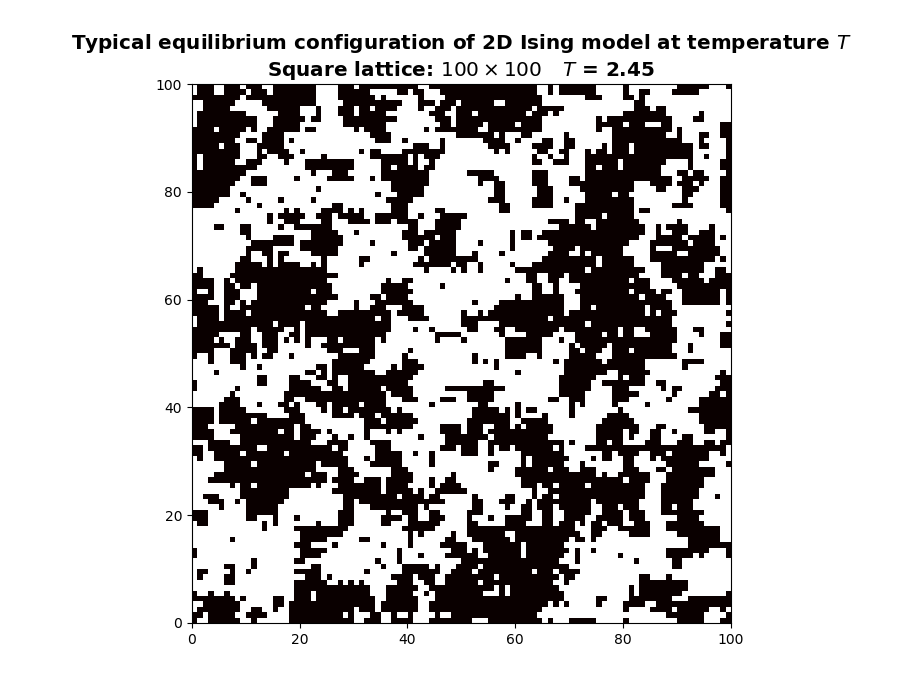 Typical equilibrium configuration of 2D Ising model at temperature T
Square lattice: 100 × 100 T = 2.45
100
80
60
40
20
0
0 20 40 60 80 100